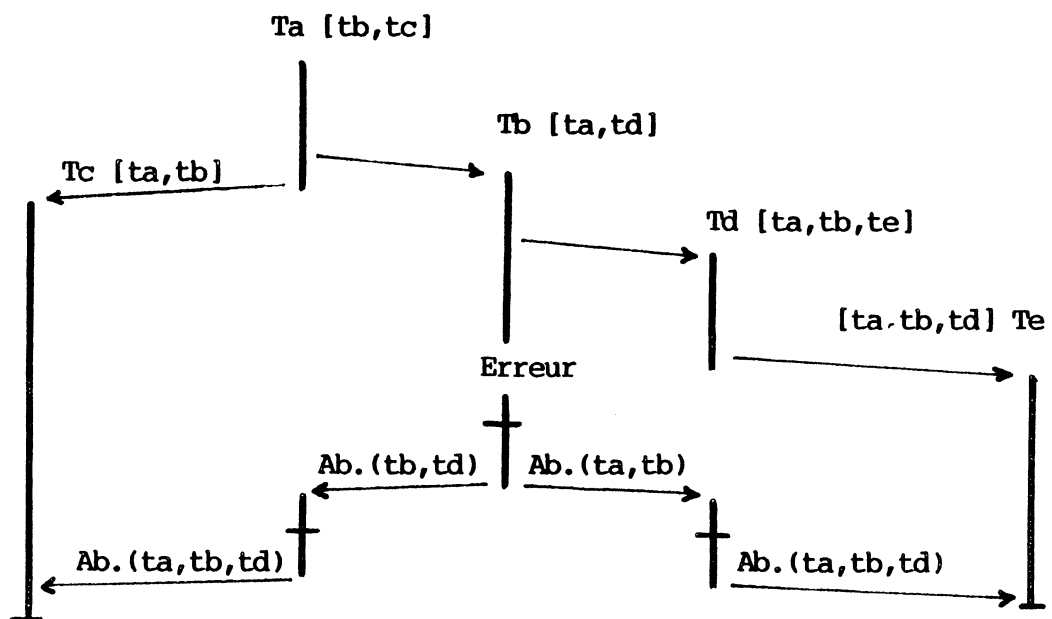 Ta [tb,tc]
Tb [ta,td]
Tc [ta,tb]
Td [ta,tb,te]
[ta,tb,td] Te
Erreur
Ab.(tb,td)
Ab.(ta,tb)
Ab.(ta,tb,td)
Ab.(ta,tb,td)